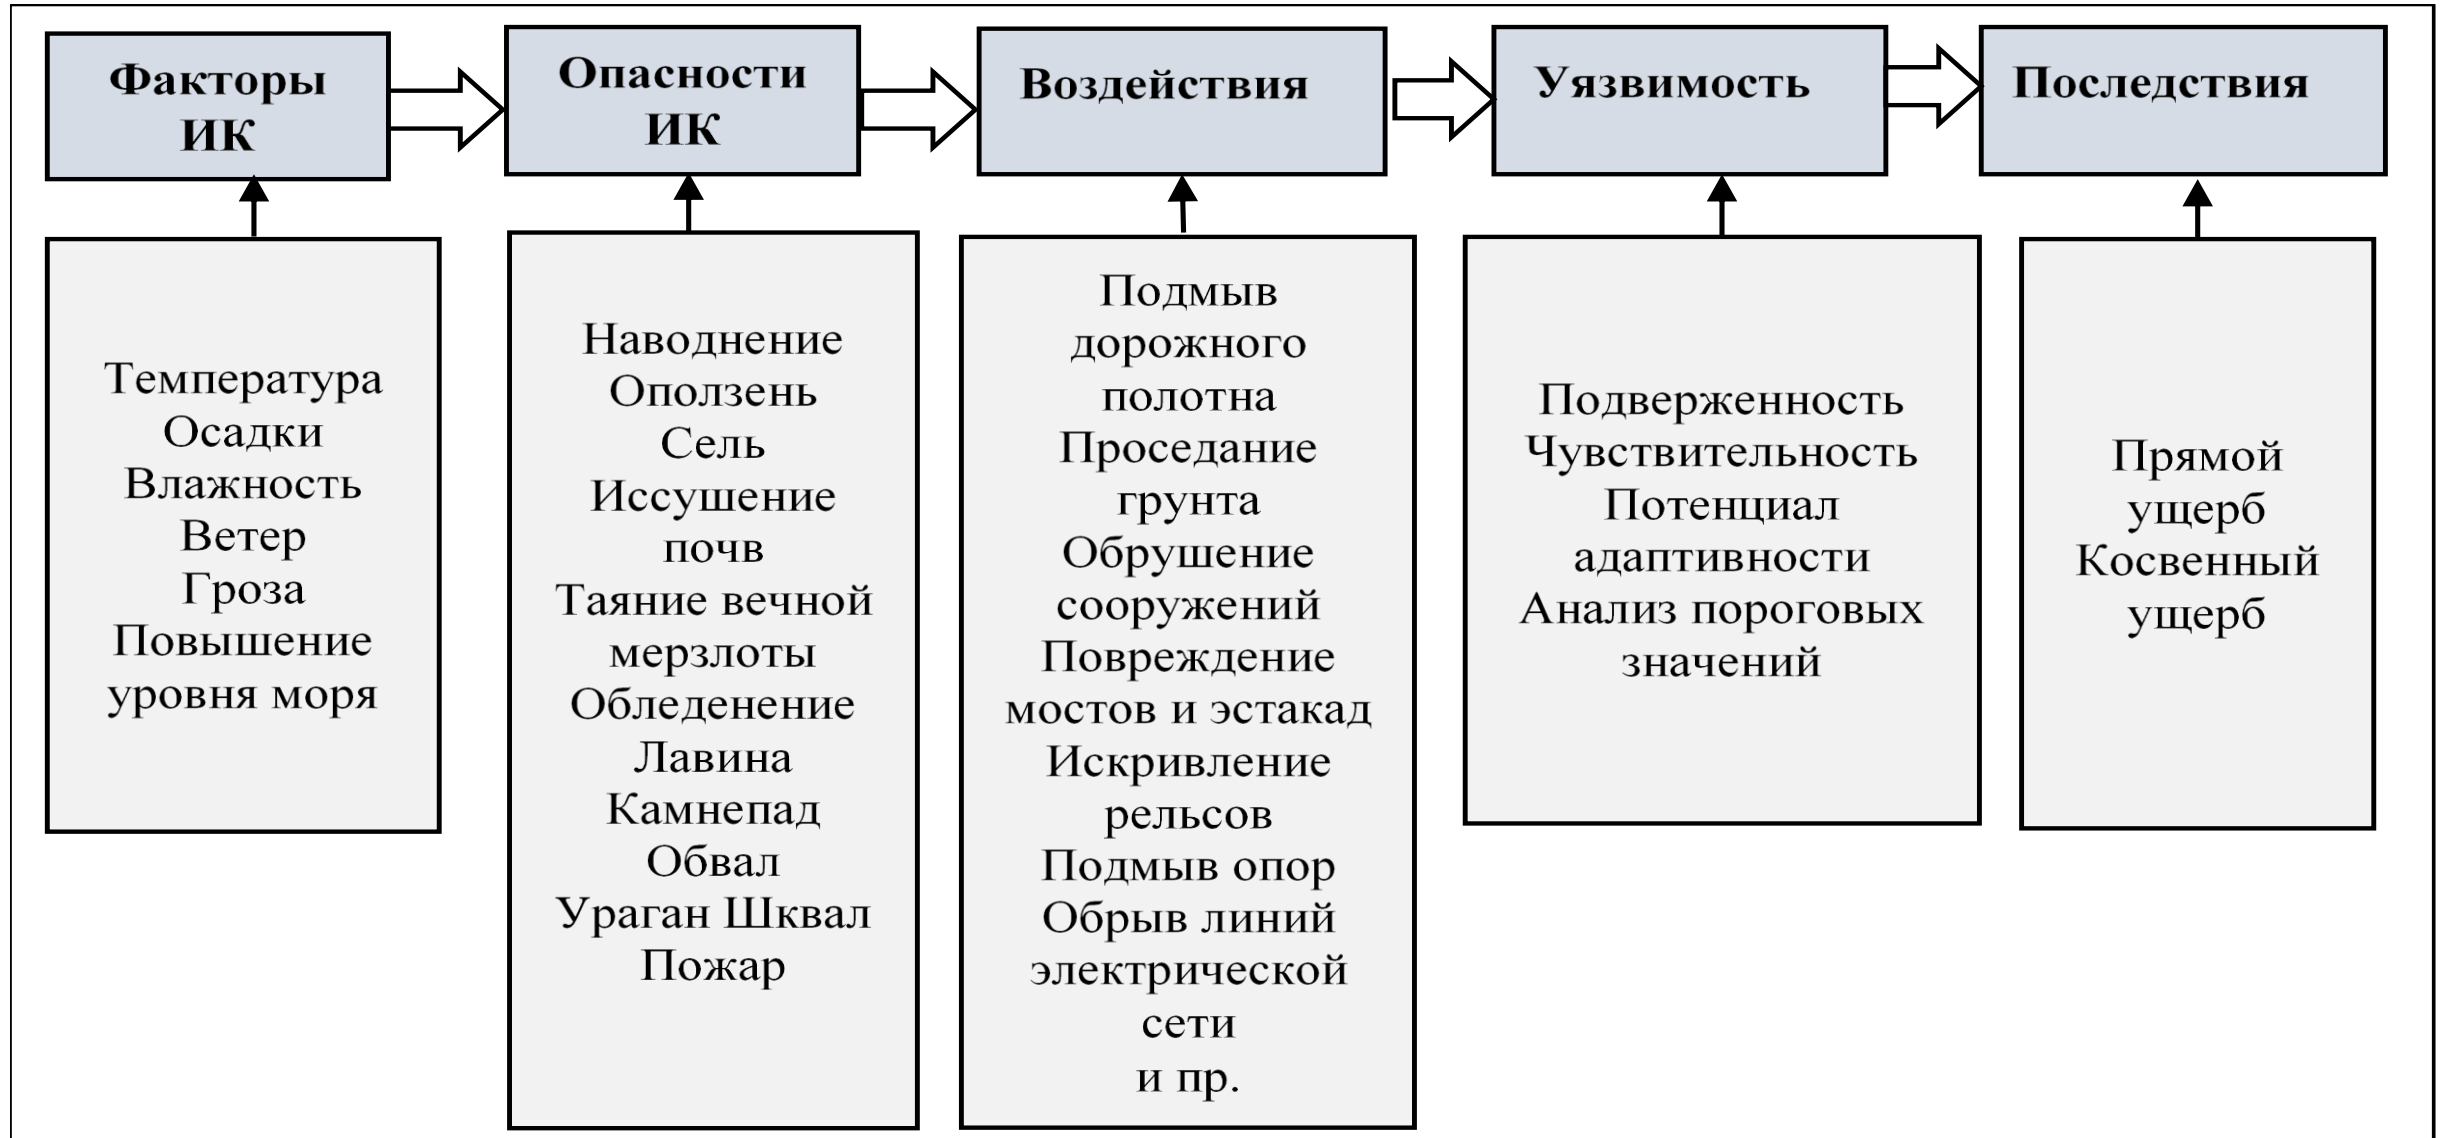 Факторы
ИК
Опасности
ИК
Воздействия
Уязвимость
Последствия
Температура
Осадки
Влажность
Ветер
Гроза
Повышение
уровня моря
Наводнение
Оползень
Сель
Иссушение
почв
Таяние вечной
мерзлоты
Обледенение
Лавина
Камнепад
Обвал
Ураган Шквал
Пожар
Подмыв
дорожного
полотна
Проседание
грунта
Обрушение
сооружений
Повреждение
мостов и эстакад
Искривление
рельсов
Подмыв опор
Обрыв линий
электрической
сети
и пр.
Подверженность
Чувствительность
Потенциал
адаптивности
Анализ пороговых
значений
Прямой
ущерб
Косвенный
ущерб